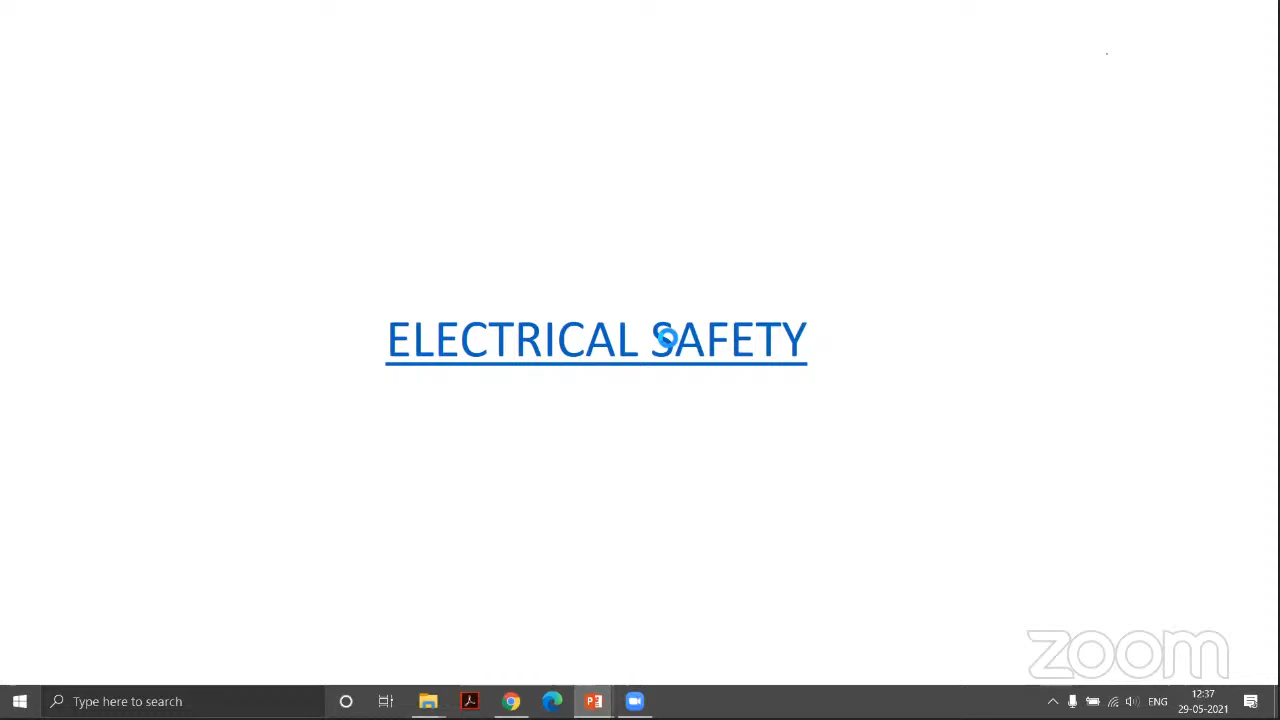 ELECTRICAL SAFETY
zoom
Type here to search
ENG
12:37
29-05-2021